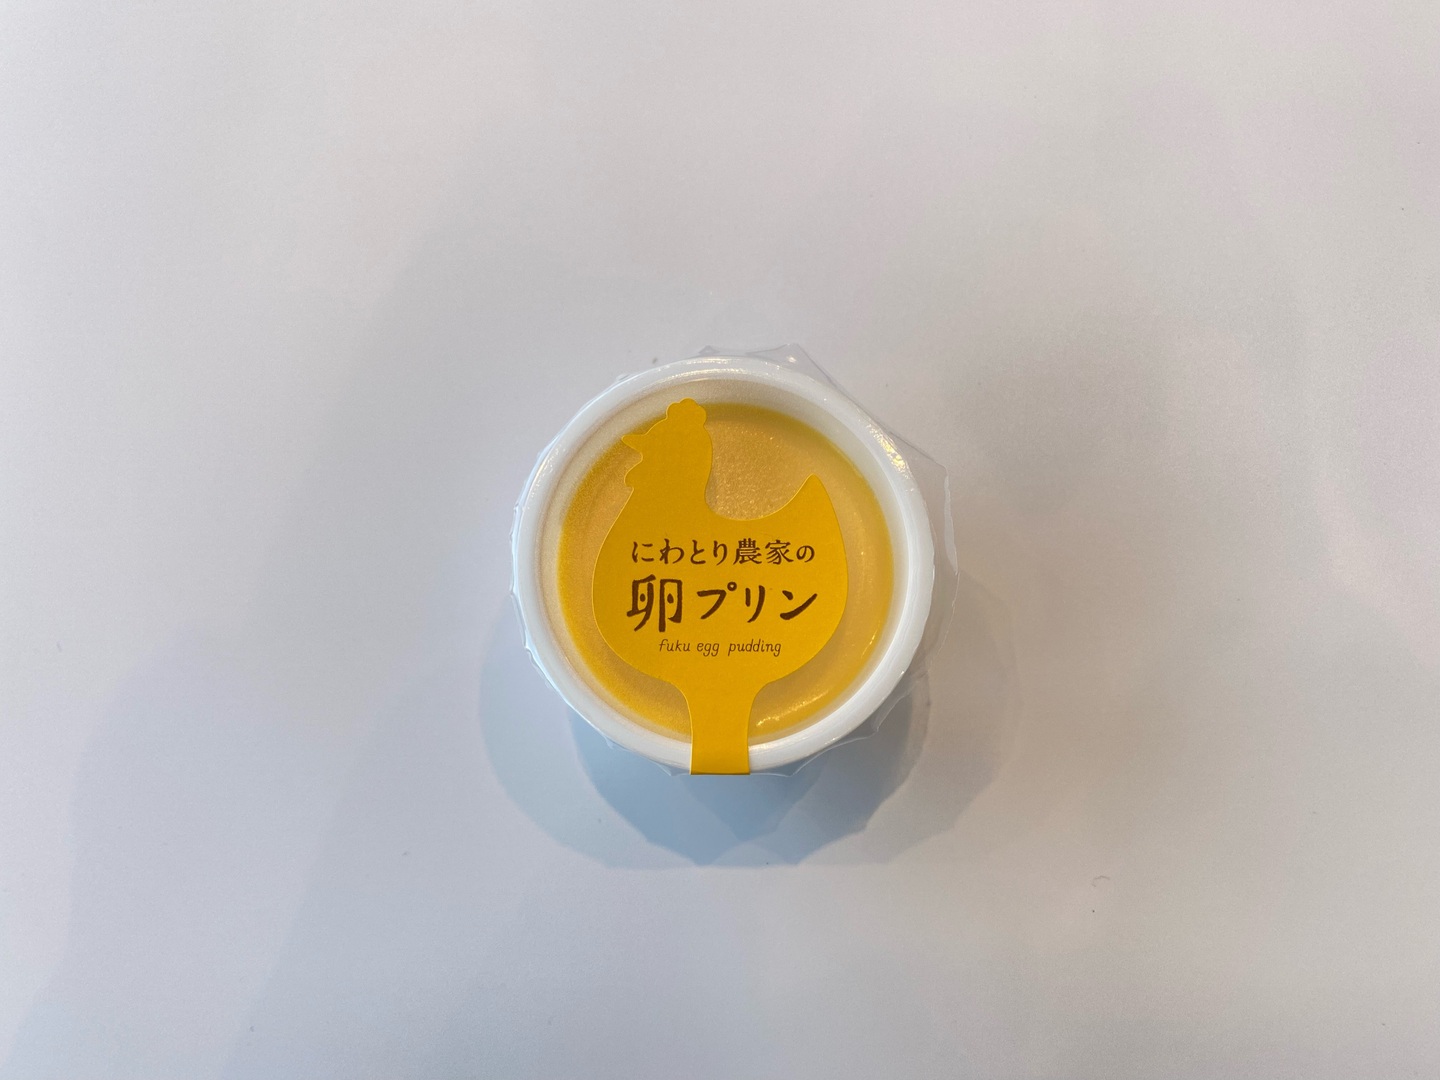 にわとり農家の
卵プリン
fuku egg pudding